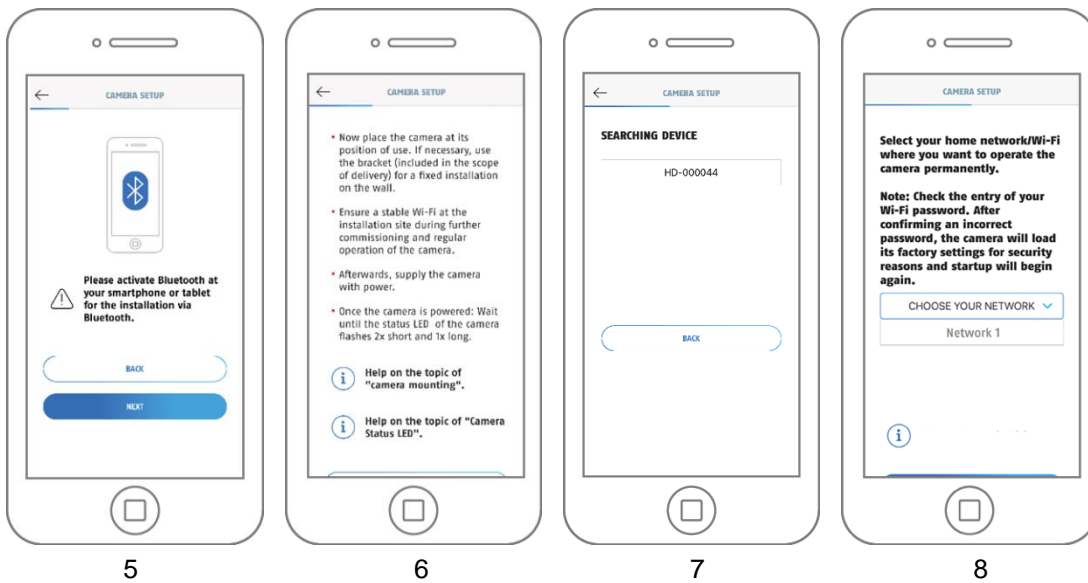 CAMERA SETUP
Please activate Bluetooth at
your smartphone or tablet
for the installation via
Bluetooth.
BACK
NEXT
5
CAMERA SETUP
• Now place the camera at its
position of use. If necessary, use
the bracket (included in the scope
of delivery) for a fixed installation
on the wall.
• Ensure a stable Wi-Fi at the
installation site during further
commissioning and regular
operation of the camera.
• Afterwards, supply the camera
with power.
• Once the camera is powered: Wait
until the status LED of the camera
flashes 2x short and 1x long.
i Help on the topic of
"camera mounting".
i Help on the topic of "Camera
Status LED".
6
CAMERA SETUP
SEARCHING DEVICE
HD-000044
BACK
7
CAMERA SETUP
Select your home network/Wi-Fi
where you want to operate the
camera permanently.
Note: Check the entry of your
Wi-Fi password. After
confirming an incorrect
password, the camera will load
its factory settings for security
reasons and startup will begin
again.
CHOOSE YOUR NETWORK
Network 1
i
8